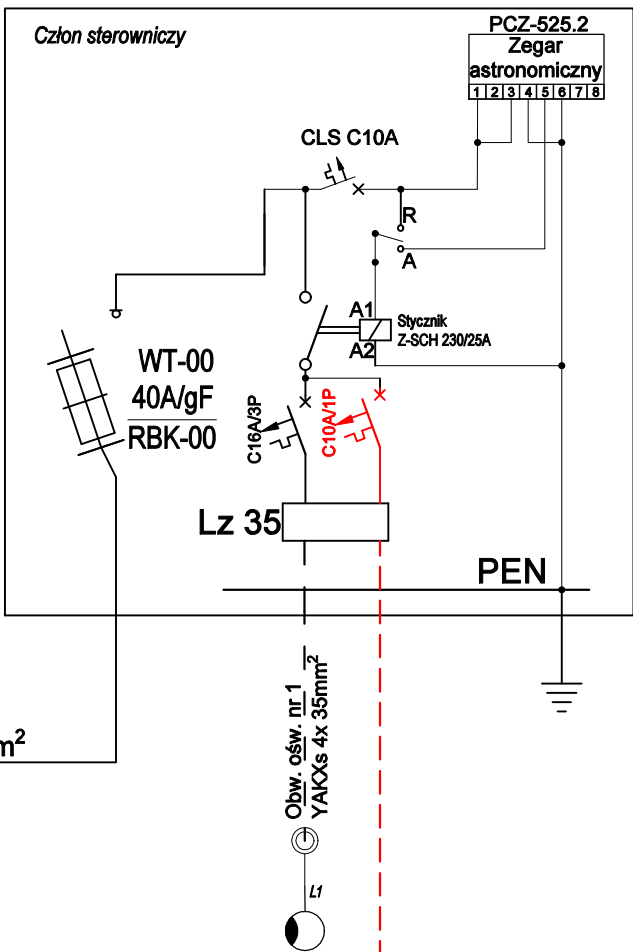 Człon sterowniczy
PCZ-525.2
Zegar
astronomiczny
1 2 3 4 5 6 7 8
CLS C10A
R
A
A1
A2
Stycznik
Z-SCH 230/25A
WT-00
40A/gF
RBK-00
C16A/3P
C10A/1P
Lz 35
PEN
m²
Obw. ośw. nr 1
YAKXs 4x 35mm²
L1